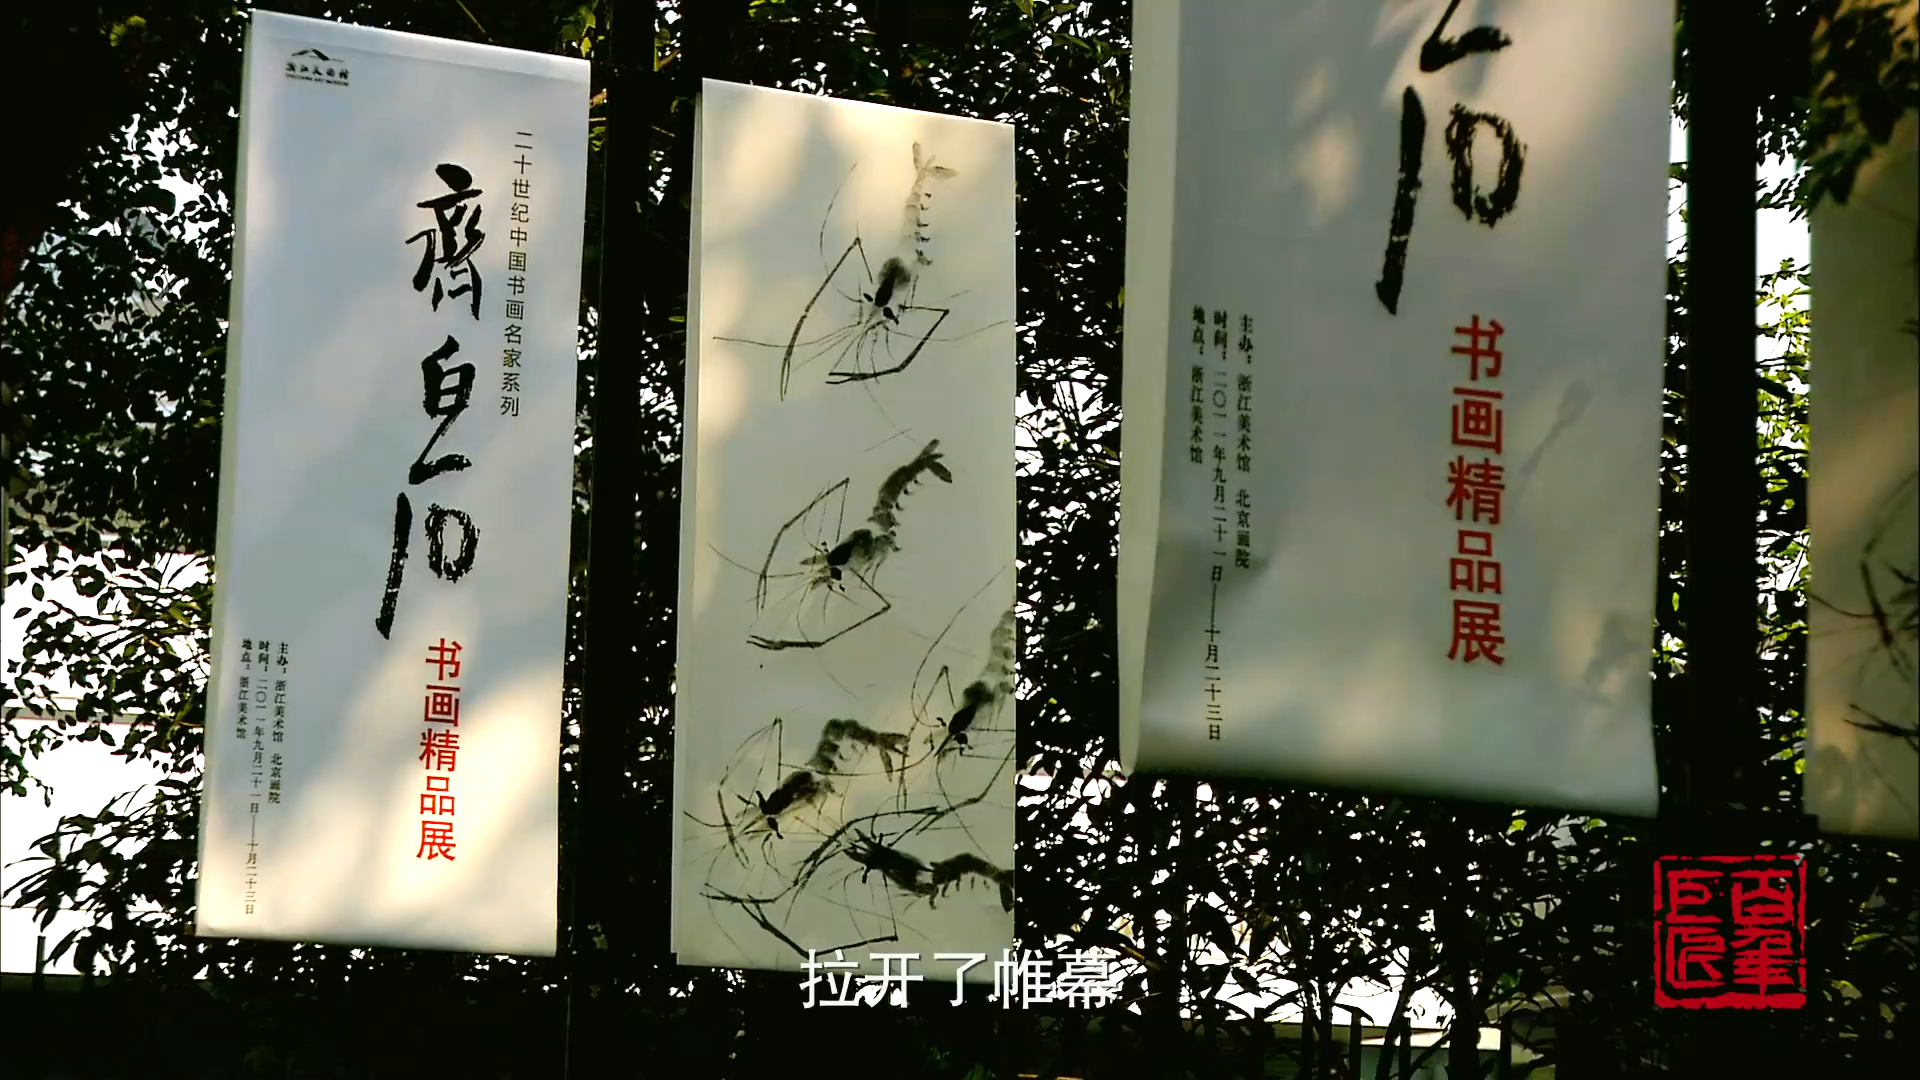 浙江美术馆
ZHEJIANG ART MUSEUM
二十世纪中国书画名家系列
齊白石
书画精品展
主办：浙江美术馆 北京画院
时间：二〇一一年九月二十一日——十月二十三日
地点：浙江美术馆
石
书画精品展
主办：浙江美术馆 北京画院
时间：二〇一一年九月二十一日——十月二十三日
地点：浙江美术馆
拉开了帷幕
百年
巨匠